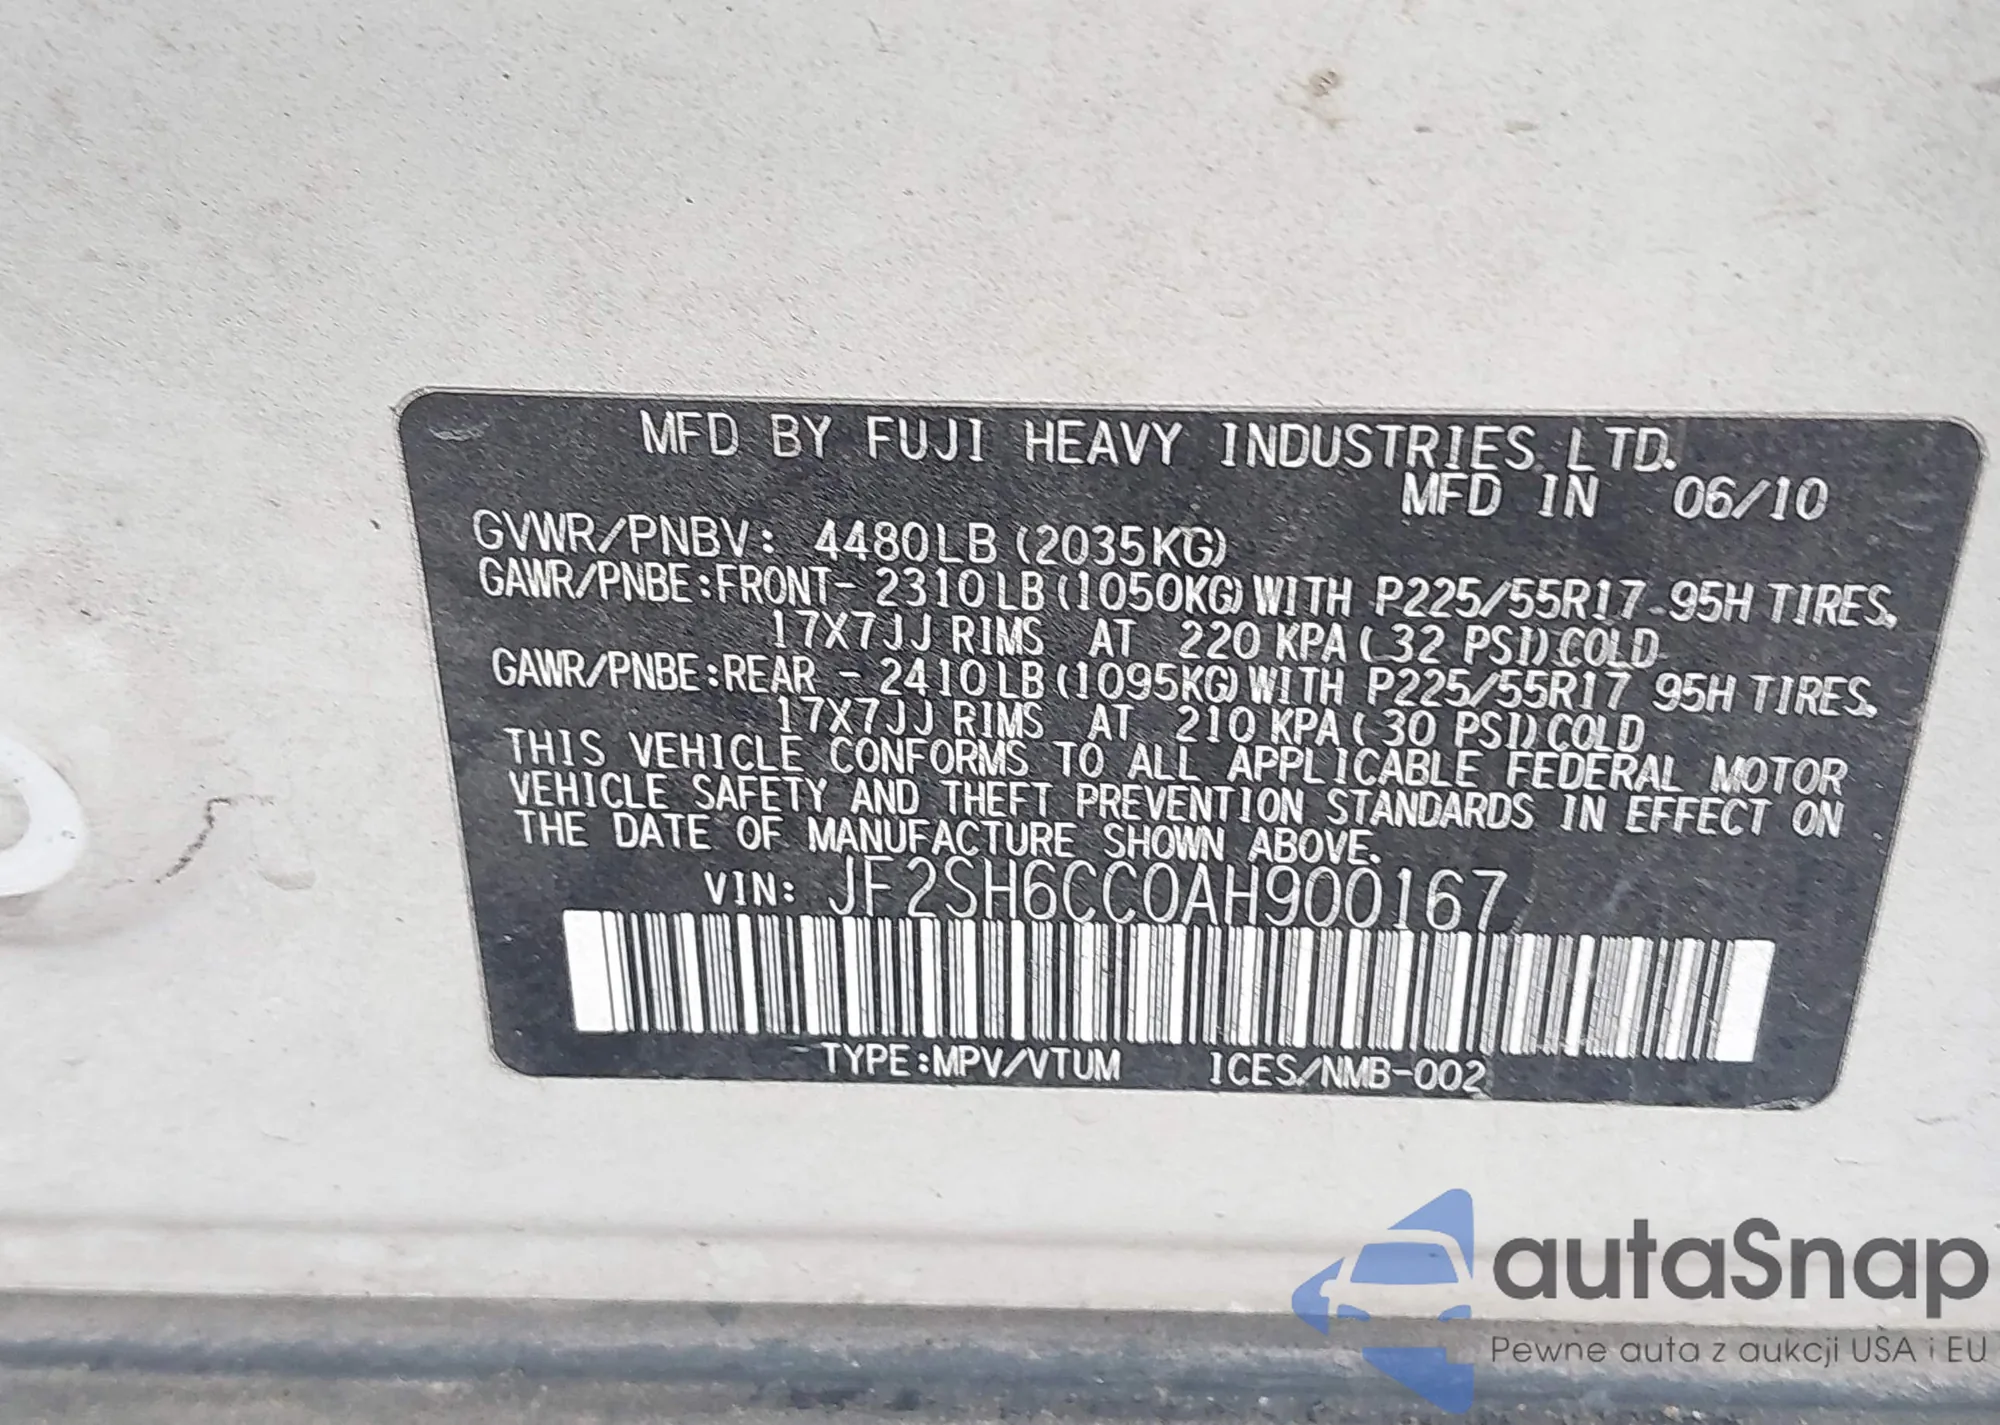 MFD BY FUJI HEAVY INDUSTRIES LTD.
MFD IN 06/10
GVWR/PNBV: 4480LB (2035KG)
GAWR/PNBE:FRONT- 2310LB (1050KG) WITH P225/55R17 95H TIRES,
17X7JJ RIMS AT 220 KPA ( 32 PSI) COLD
GAWR/PNBE:REAR - 2410LB (1095KG) WITH P225/55R17 95H TIRES,
17X7JJ RIMS AT 210 KPA ( 30 PSI) COLD
THIS VEHICLE CONFORMS TO ALL APPLICABLE FEDERAL MOTOR
VEHICLE SAFETY AND THEFT PREVENTION STANDARDS IN EFFECT ON
THE DATE OF MANUFACTURE SHOWN ABOVE.
VIN: JF2SH6CC0AH900167
TYPE:MPV/VTUM ICES/NMB-002
autaSnap
Pewne auta z aukcji USA i EU